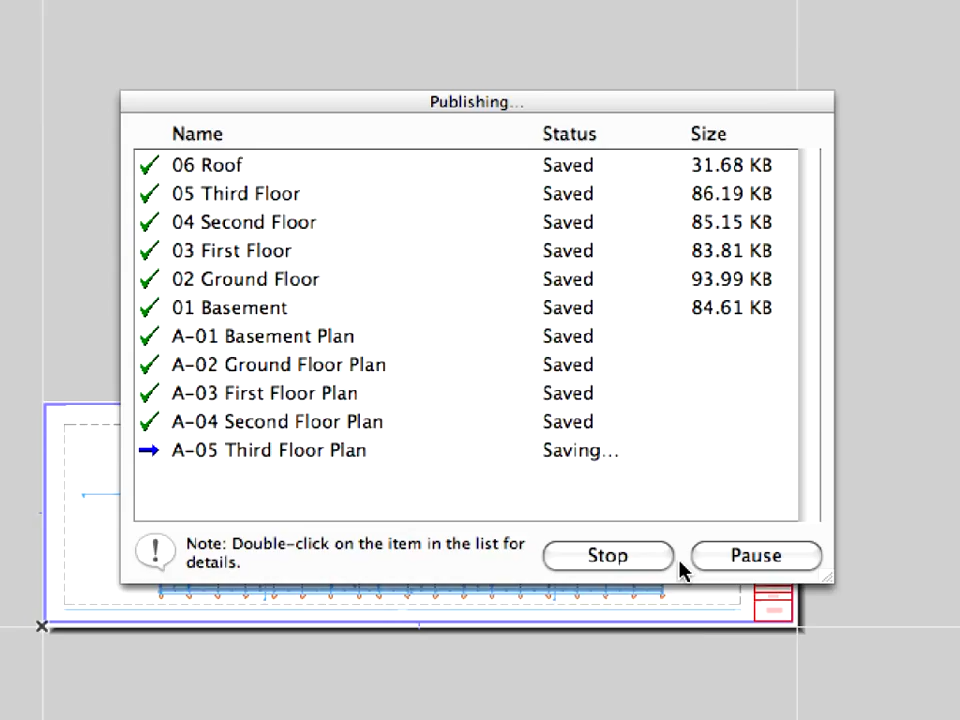 Publishing...
Name Status Size
06 Roof Saved 31.68 KB
05 Third Floor Saved 86.19 KB
04 Second Floor Saved 85.15 KB
03 First Floor Saved 83.81 KB
02 Ground Floor Saved 93.99 KB
01 Basement Saved 84.61 KB
A-01 Basement Plan Saved
A-02 Ground Floor Plan Saved
A-03 First Floor Plan Saved
A-04 Second Floor Plan Saved
A-05 Third Floor Plan Saving...
Note: Double-click on the item in the list for
details.
Stop Pause